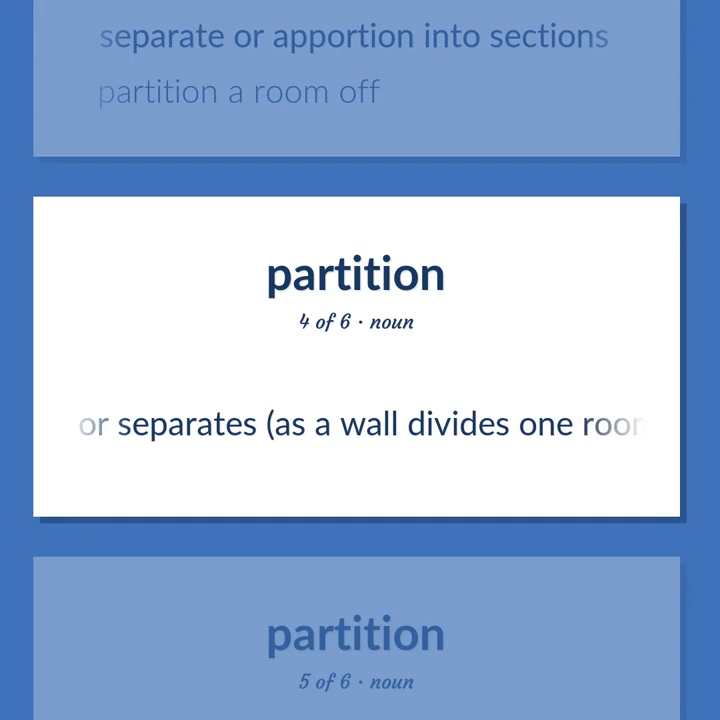 separate or apportion into sections
partition a room off
partition
4 of 6 · noun
or separates (as a wall divides one room
partition
5 of 6 · noun